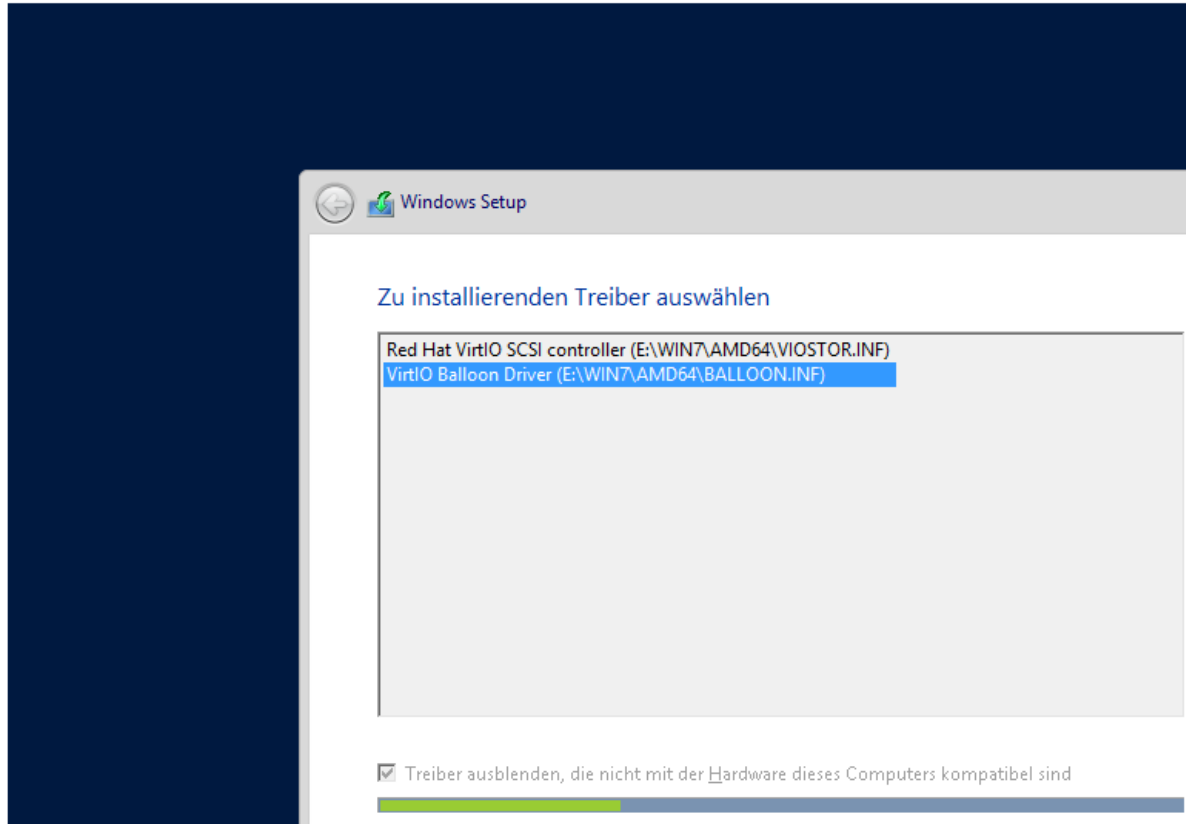 Windows Setup
Zu installierenden Treiber auswählen
Red Hat VirtIO SCSI controller (E:\WIN7\AMD64\VIOSTOR.INF)
VirtIO Balloon Driver (E:\WIN7\AMD64\BALLOON.INF)
Treiber ausblenden, die nicht mit der Hardware dieses Computers kompatibel sind